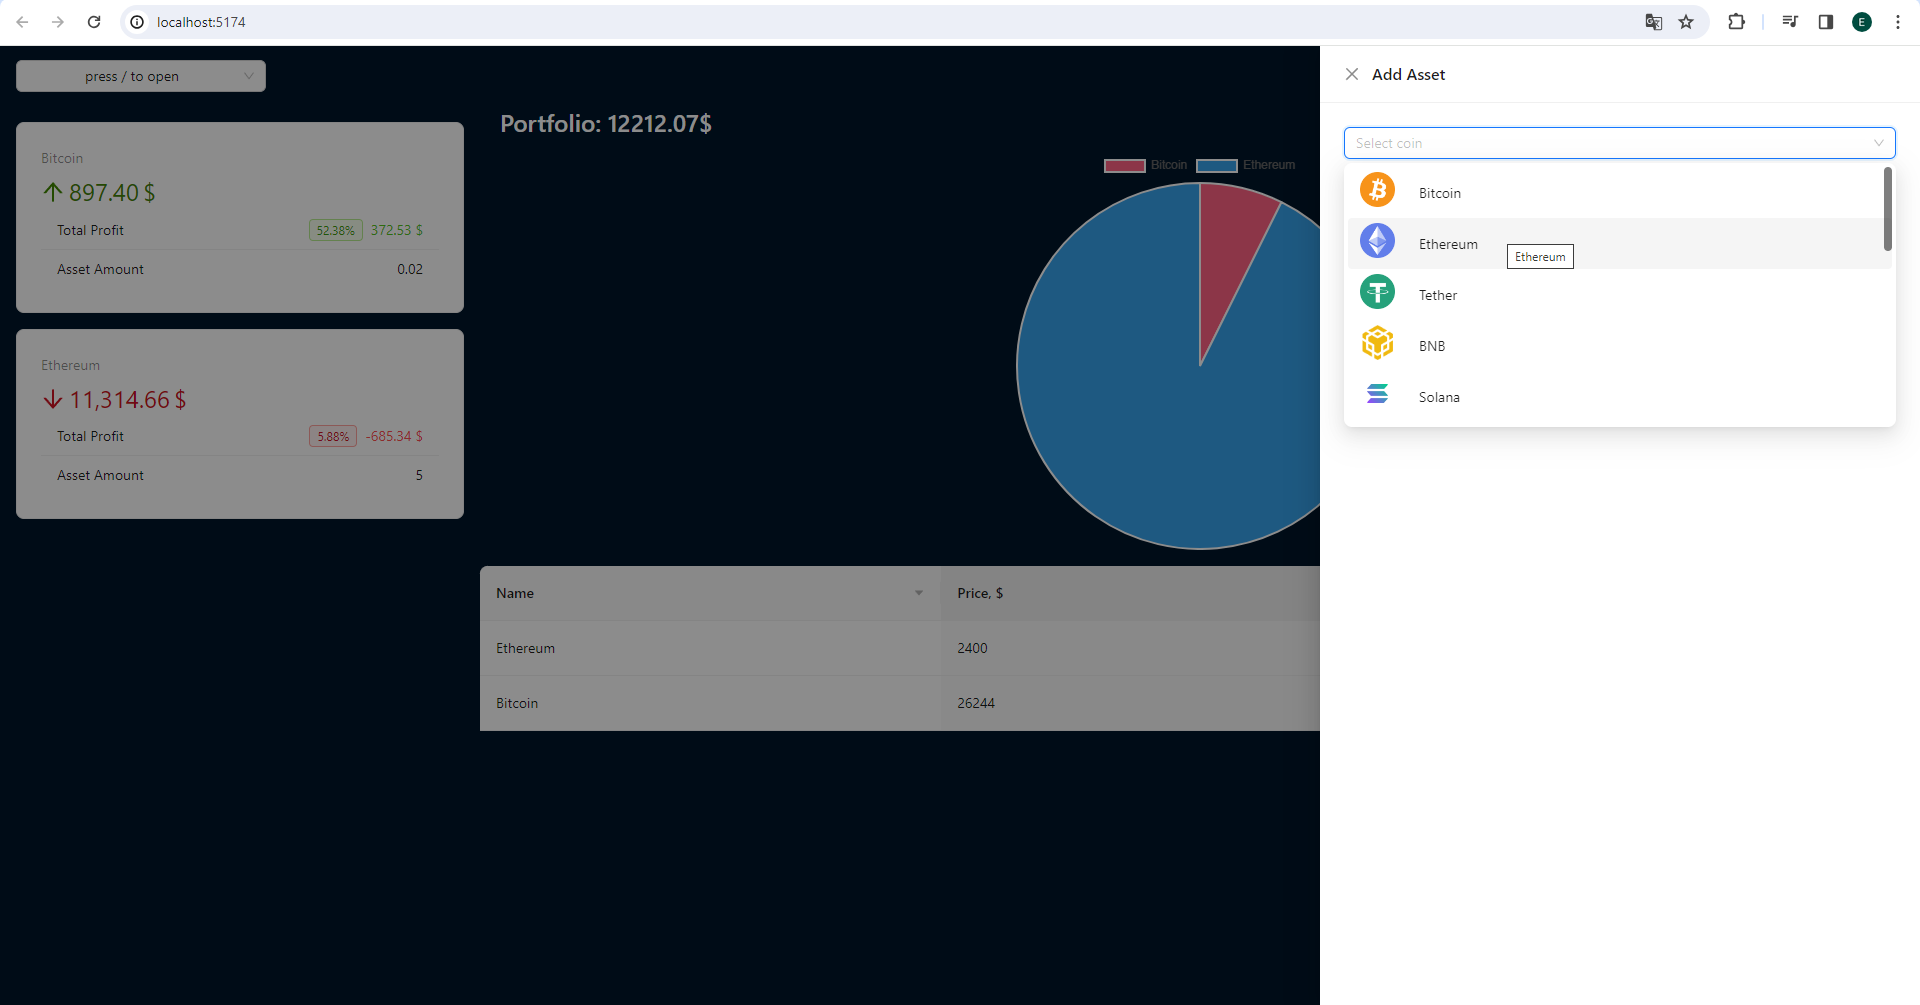 localhost:5174
E
press / to open
Bitcoin
897.40 $
Total Profit 52.38% 372.53 $
Asset Amount 0.02
Ethereum
11,314.66 $
Total Profit 5.88% -685.34 $
Asset Amount 5
Portfolio: 12212.07$
Bitcoin Ethereum
Name Price, $
Ethereum 2400
Bitcoin 26244
Add Asset
Select coin
Bitcoin
Ethereum
Ethereum
Tether
BNB
Solana